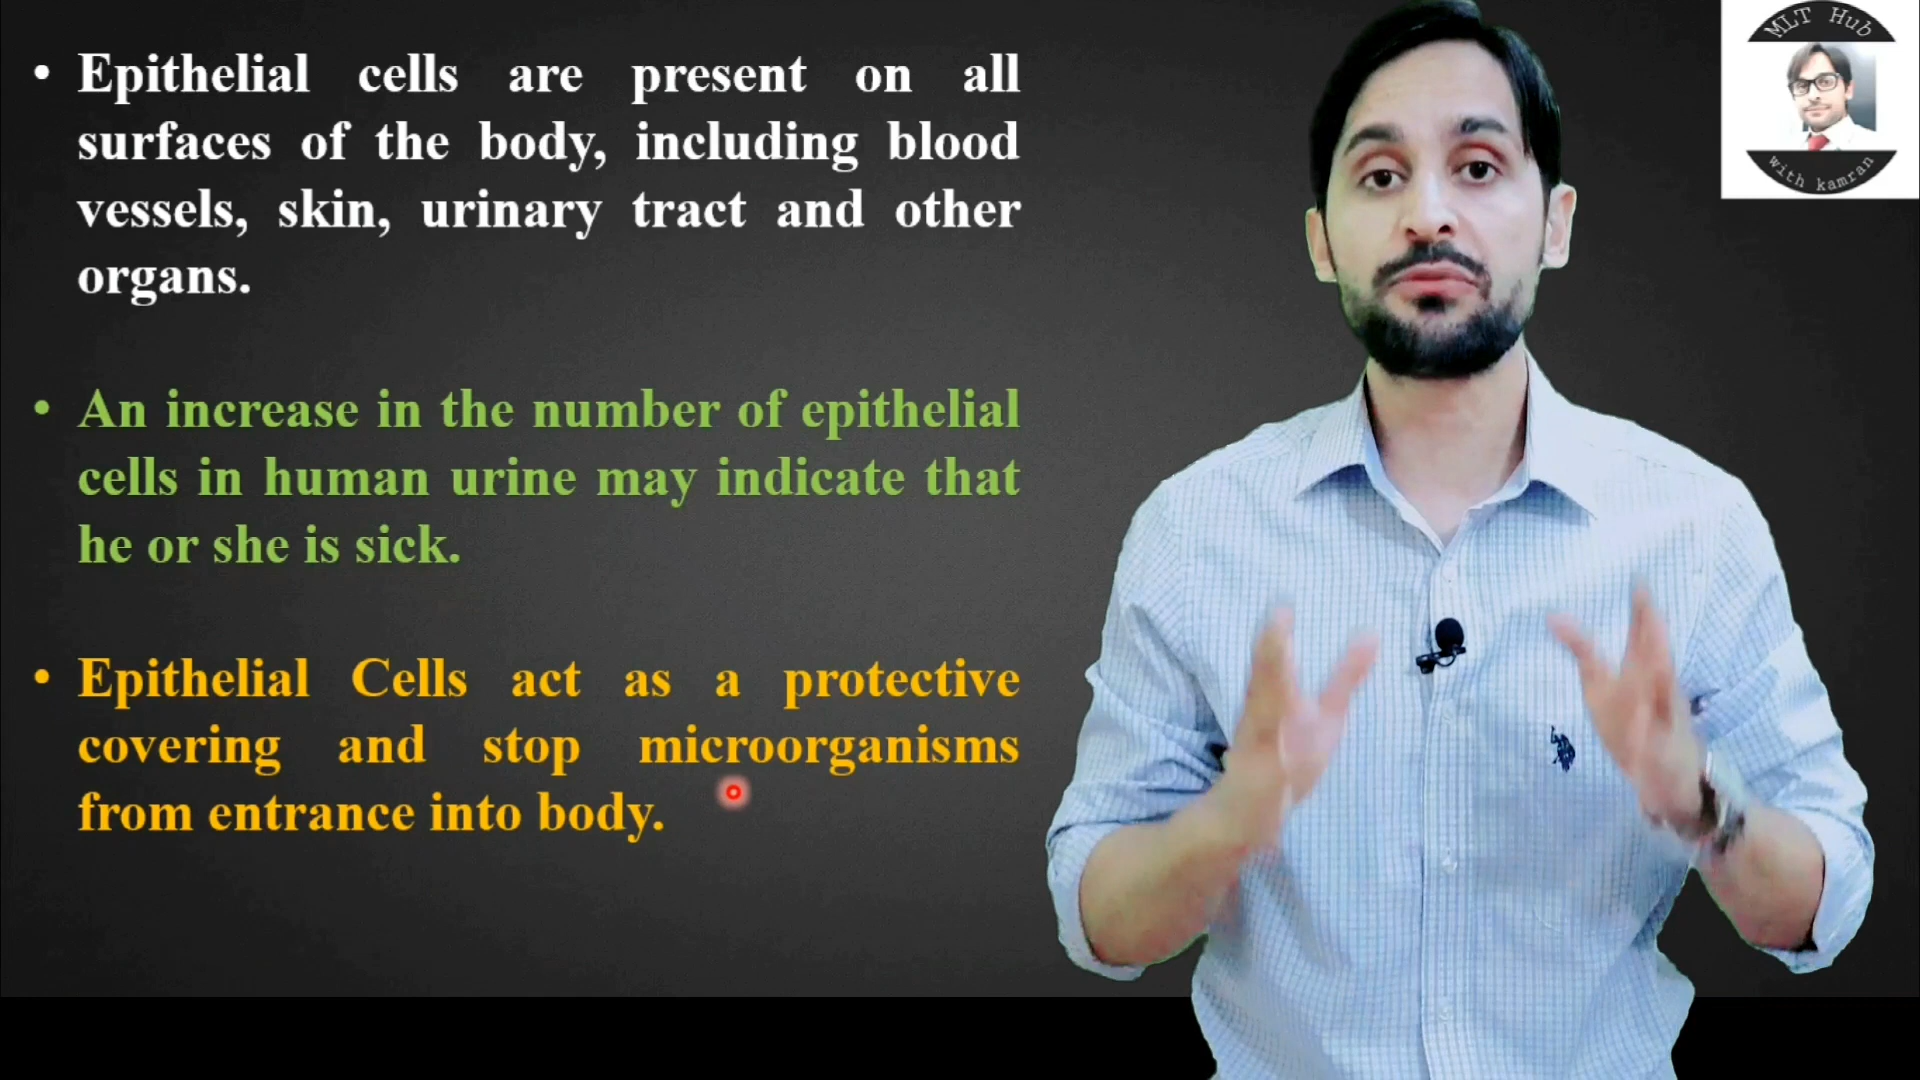 • Epithelial cells are present on all
surfaces of the body, including blood
vessels, skin, urinary tract and other
organs.
• An increase in the number of epithelial
cells in human urine may indicate that
he or she is sick.
• Epithelial Cells act as a protective
covering and stop microorganisms
from entrance into body.
MLT Hub
with kamran